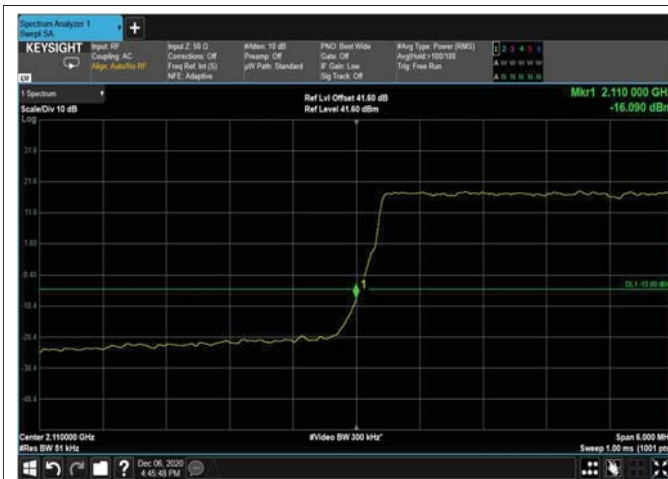 Spectrum Analyzer 1
Swept SA
+
KEYSIGHT
Input: RF
Coupling: AC
Align: Auto/No RF
Input Z: 50 Ω
Corrections: Off
Freq Ref: Int (S)
NFE: Adaptive
#Atten: 10 dB
Preamp: Off
µW Path: Standard
PNO: Best Wide
Gate: Off
IF Gain: Low
Sig Track: Off
#Avg Type: Power (RMS)
Avg|Hold:>100/100
Trig: Free Run
1 2 3 4 5 6
A W W W W W
A N N N N N
1 Spectrum
Scale/Div 10 dB
Log
Ref Lvl Offset 41.60 dB
Ref Level 41.60 dBm
Mkr1 2.110 000 GHz
-16.090 dBm
31.6
21.6
11.6
1.60
-8.40
-18.4
-28.4
-38.4
-48.4
1
DL1 -13.00 dBm
Center 2.110000 GHz
#Res BW 51 kHz
#Video BW 300 kHz*
Span 6.000 MHz
Sweep 1.00 ms (1001 pts)
?
Dec 06, 2020
4:45:48 PM